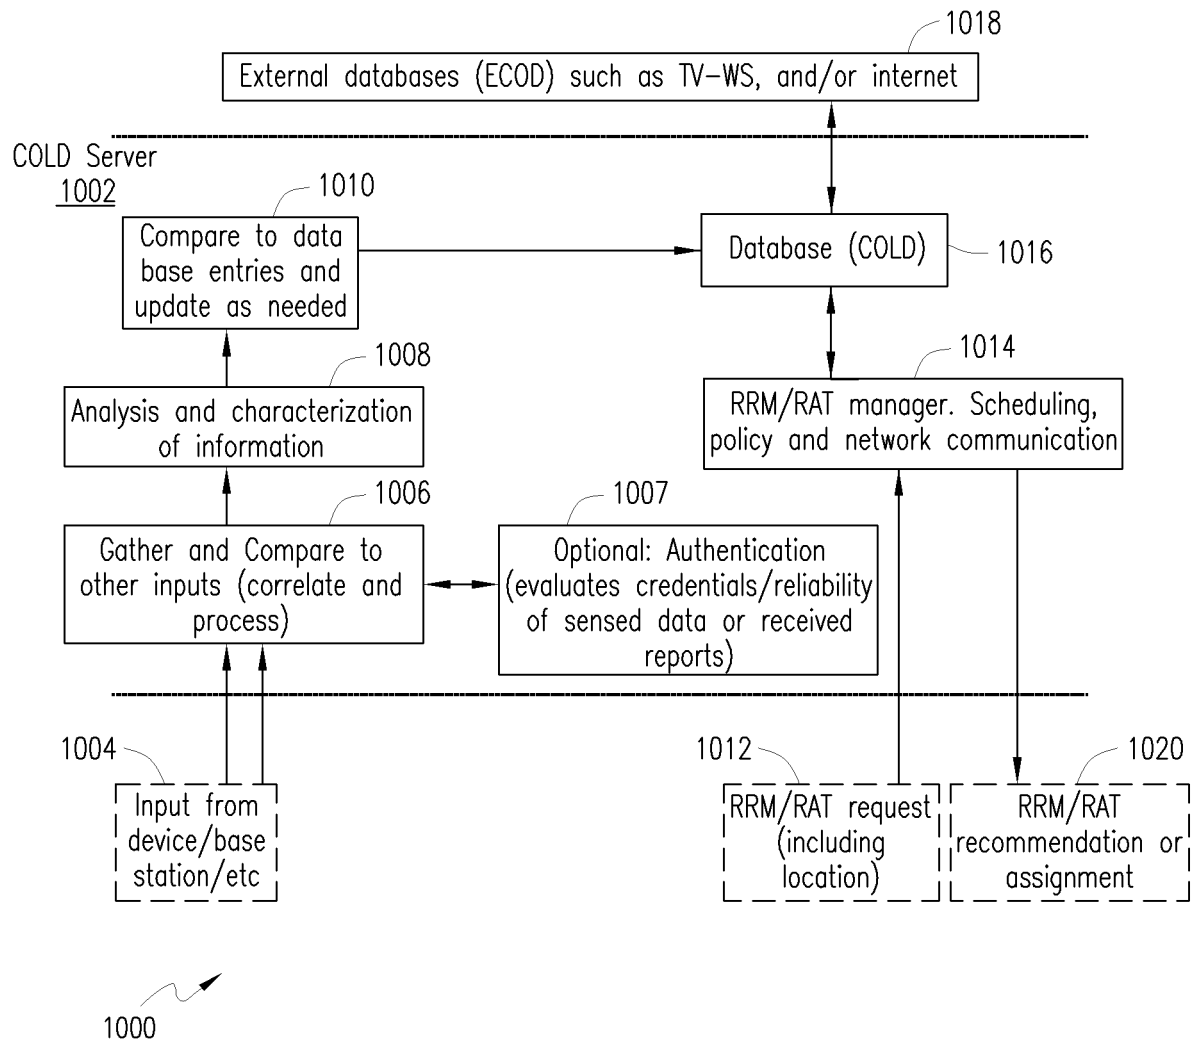 1018
External databases (ECOD) such as TV-WS, and/or internet
COLD Server
1002
1010
Compare to data
base entries and
update as needed
Database (COLD)
1016
1008
Analysis and characterization
of information
1014
RRM/RAT manager. Scheduling,
policy and network communication
1006
Gather and Compare to
other inputs (correlate and
process)
1007
Optional: Authentication
(evaluates credentials/reliability
of sensed data or received
reports)
1004
Input from
device/base
station/etc
1012
RRM/RAT request
(including
location)
1020
RRM/RAT
recommendation or
assignment
1000